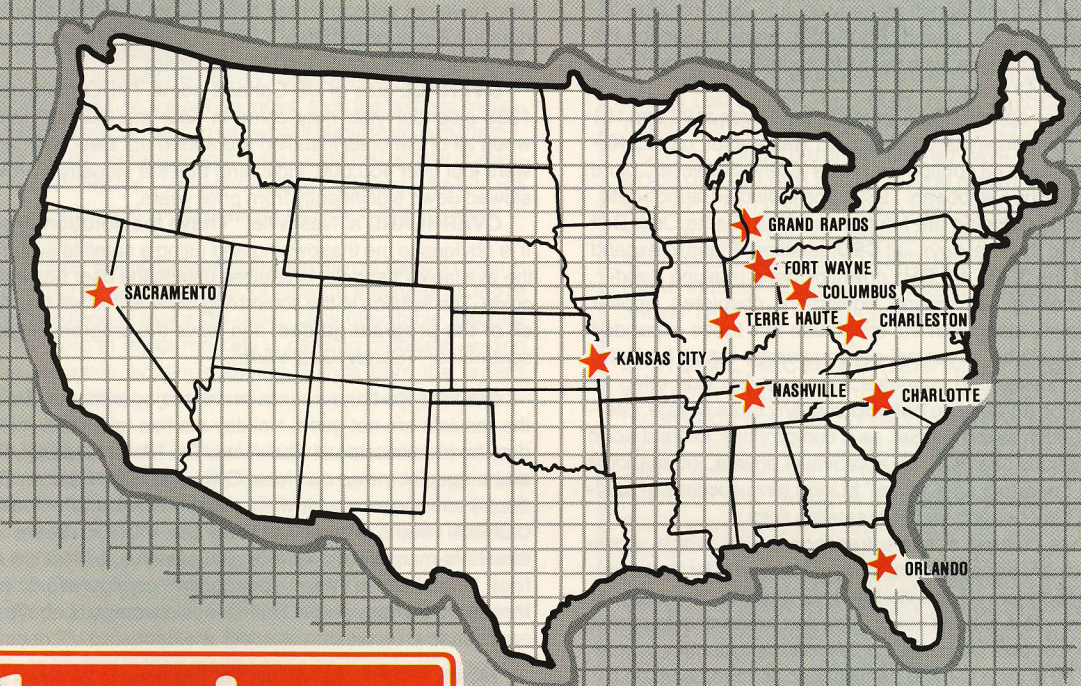 GRAND RAPIDS
FORT WAYNE
SACRAMENTO
COLUMBUS
TERRE HAUTE
CHARLESTON
KANSAS CITY
NASHVILLE
CHARLOTTE
ORLANDO